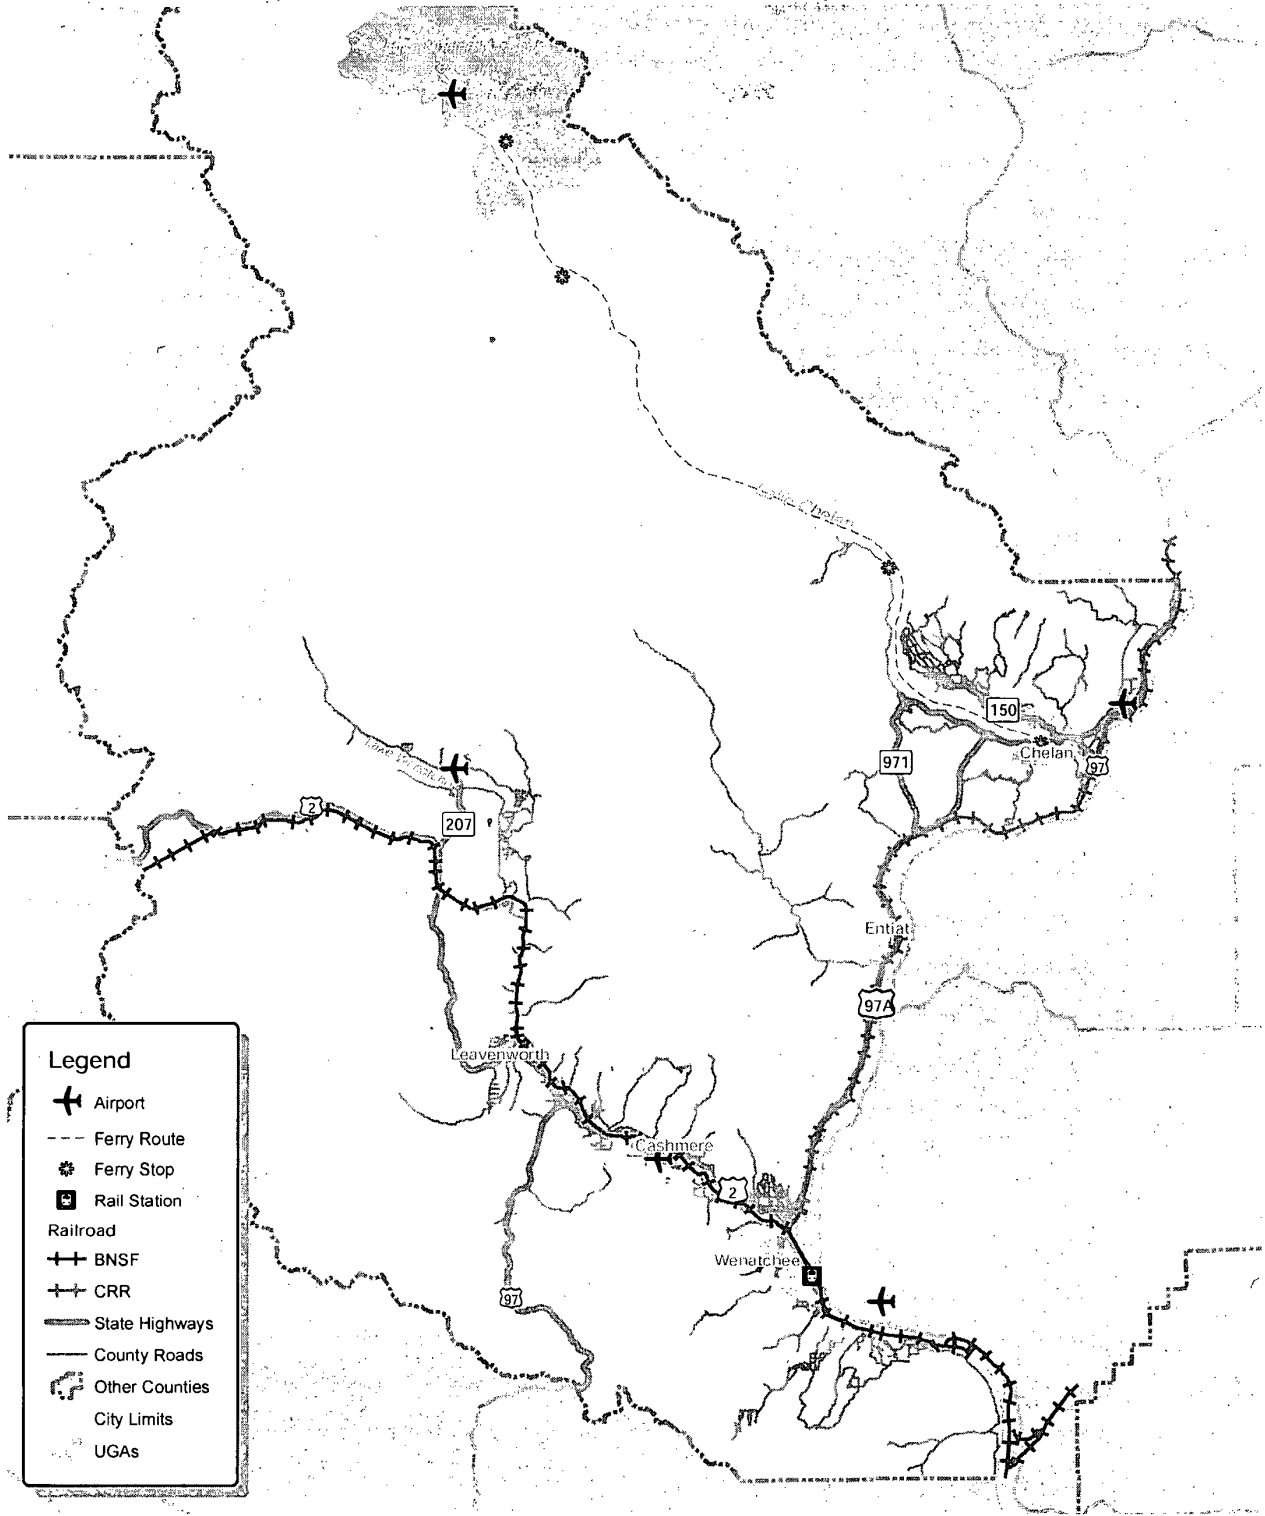 Lake Chelan
150
Chelan
971
97
2
207
Entiat
97A
Leavenworth
Cashmere
2
Wenatchee
97
Legend
Airport
Ferry Route
Ferry Stop
Rail Station
Railroad
BNSF
CRR
State Highways
County Roads
Other Counties
City Limits
UGAs